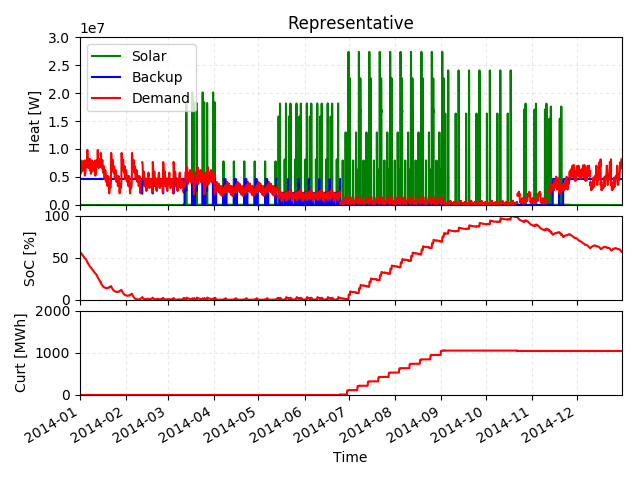 Representative
1e7
3.0
2.5
2.0
1.5
1.0
0.5
0.0
Heat [W]
Solar
Backup
Demand
100
50
0
SoC [%]
2000
1000
0
Curt [MWh]
2014-01
2014-02
2014-03
2014-04
2014-05
2014-06
2014-07
2014-08
2014-09
2014-10
2014-11
2014-12
Time